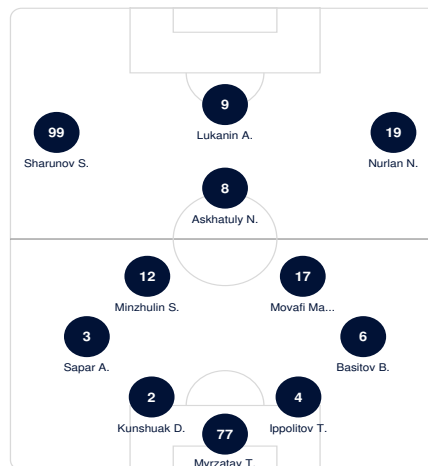 9
Lukanin A.
99
Sharunov S.
19
Nurlan N.
8
Askhatuly N.
12
Minzhulin S.
17
Movafi Ma...
3
Sapar A.
6
Basitov B.
2
Kunshuak D.
4
Ippolitov T.
77
Myrzatay T.